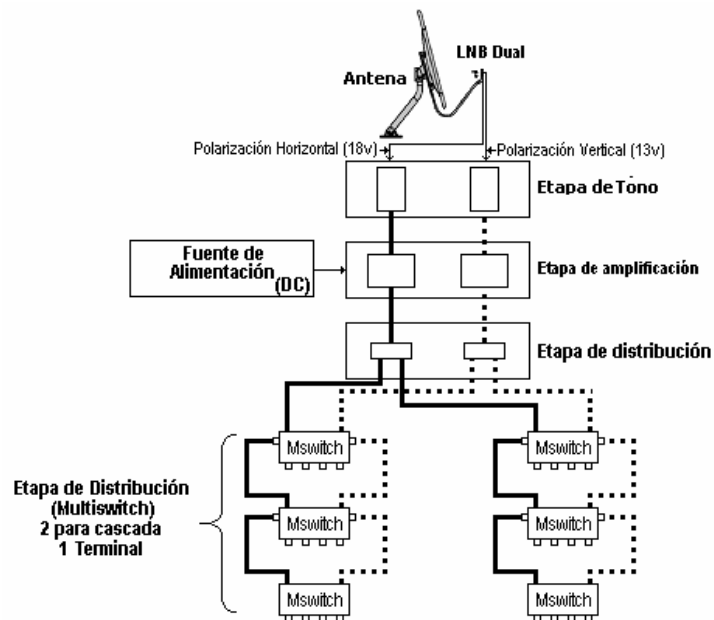 LNB Dual
Antena
Polarización Horizontal (18v)
Polarización Vertical (13v)
Etapa de Tono
Fuente de
Alimentación
(DC)
Etapa de amplificación
Etapa de distribución
Mswitch
Mswitch
Etapa de Distribución
(Multiswitch)
2 para cascada
1 Terminal
Mswitch
Mswitch
Mswitch
Mswitch